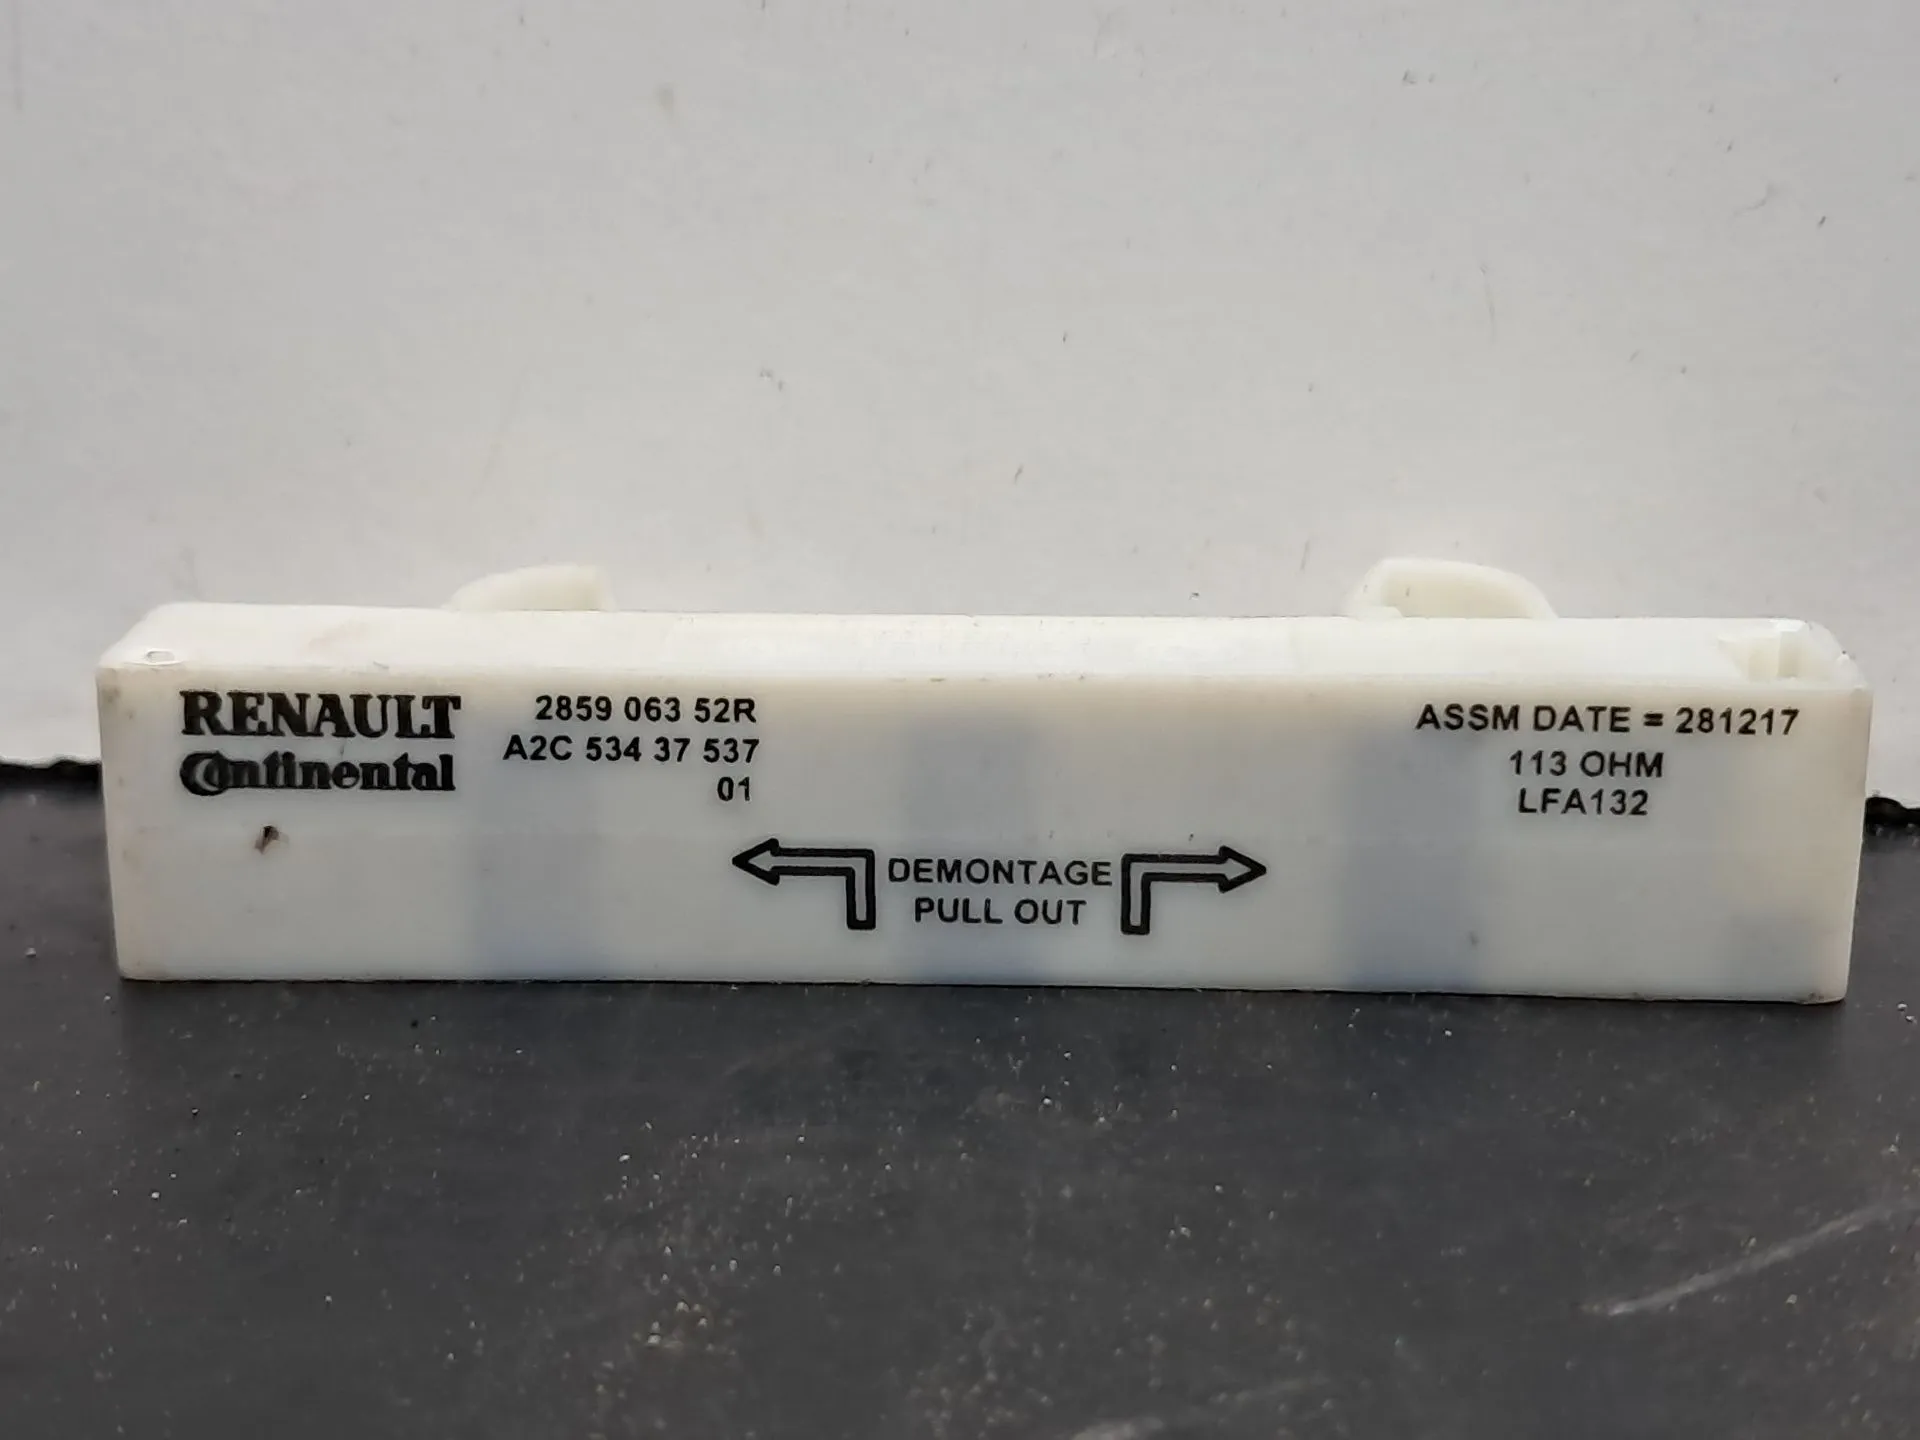 RENAULT
Continental
2859 063 52R
A2C 534 37 537
01
DEMONTAGE
PULL OUT
ASSM DATE = 281217
113 OHM
LFA132